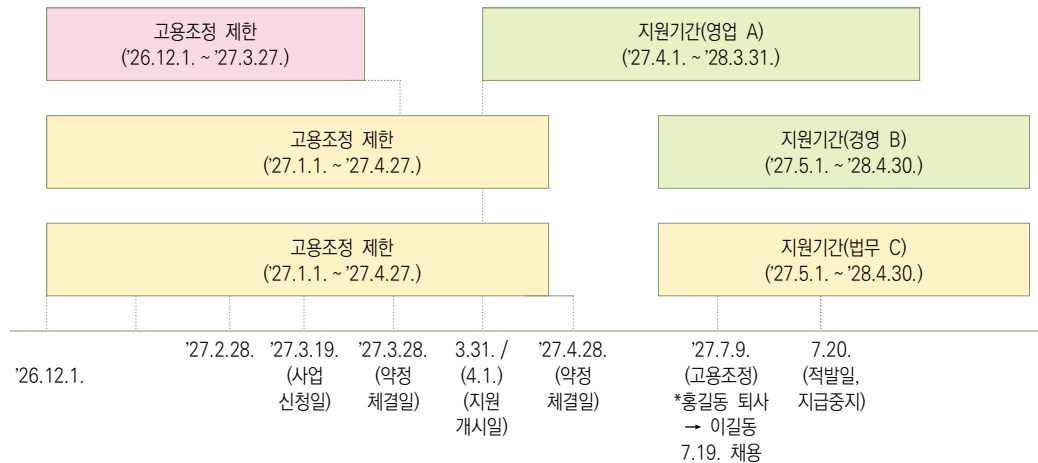 고용조정 제한
('26.12.1. ~ '27.3.27.)
지원기간(영업 A)
('27.4.1. ~ '28.3.31.)
고용조정 제한
('27.1.1. ~ '27.4.27.)
지원기간(경영 B)
('27.5.1. ~ '28.4.30.)
고용조정 제한
('27.1.1. ~ '27.4.27.)
지원기간(법무 C)
('27.5.1. ~ '28.4.30.)
'26.12.1.
'27.2.28.
'27.3.19.
(사업
신청일)
'27.3.28.
(약정
체결일)
3.31. /
(4.1.)
(지원
개시일)
'27.4.28.
(약정
체결일)
'27.7.9.
(고용조정)
*홍길동 퇴사
→ 이길동
7.19. 채용
7.20.
(적발일,
지급중지)